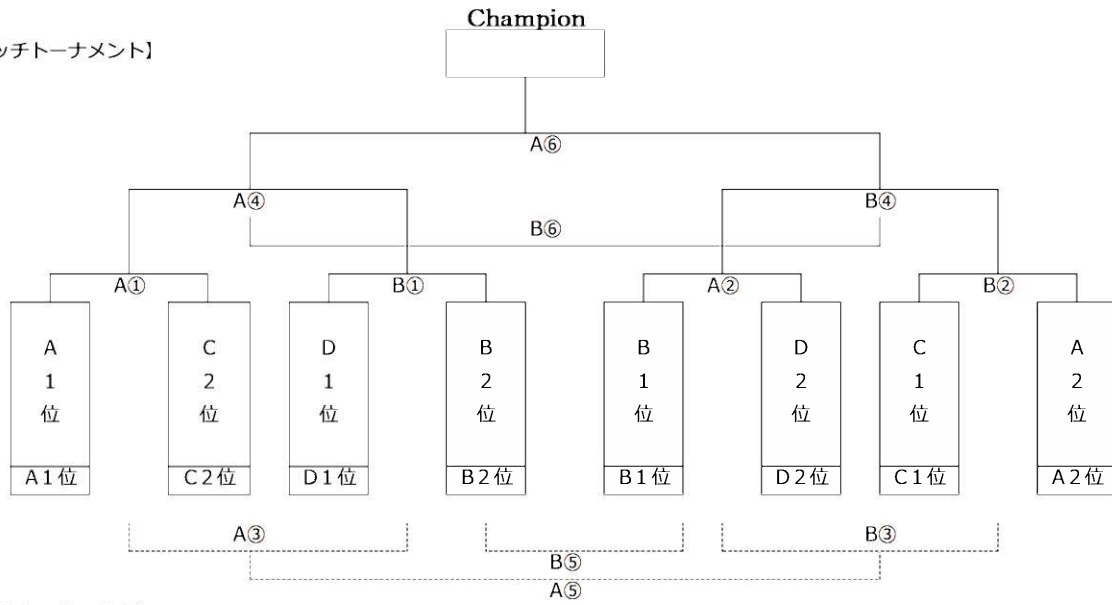 Champion
ッチトーナメント】
A⑥
A④ B④
B⑥
A① B① A② B②
A C D B B D C A
1 2 1 2 1 2 1 2
位 位 位 位 位 位 位 位
A1位 C2位 D1位 B2位 B1位 D2位 C1位 A2位
A③ B③
B⑤
A⑤